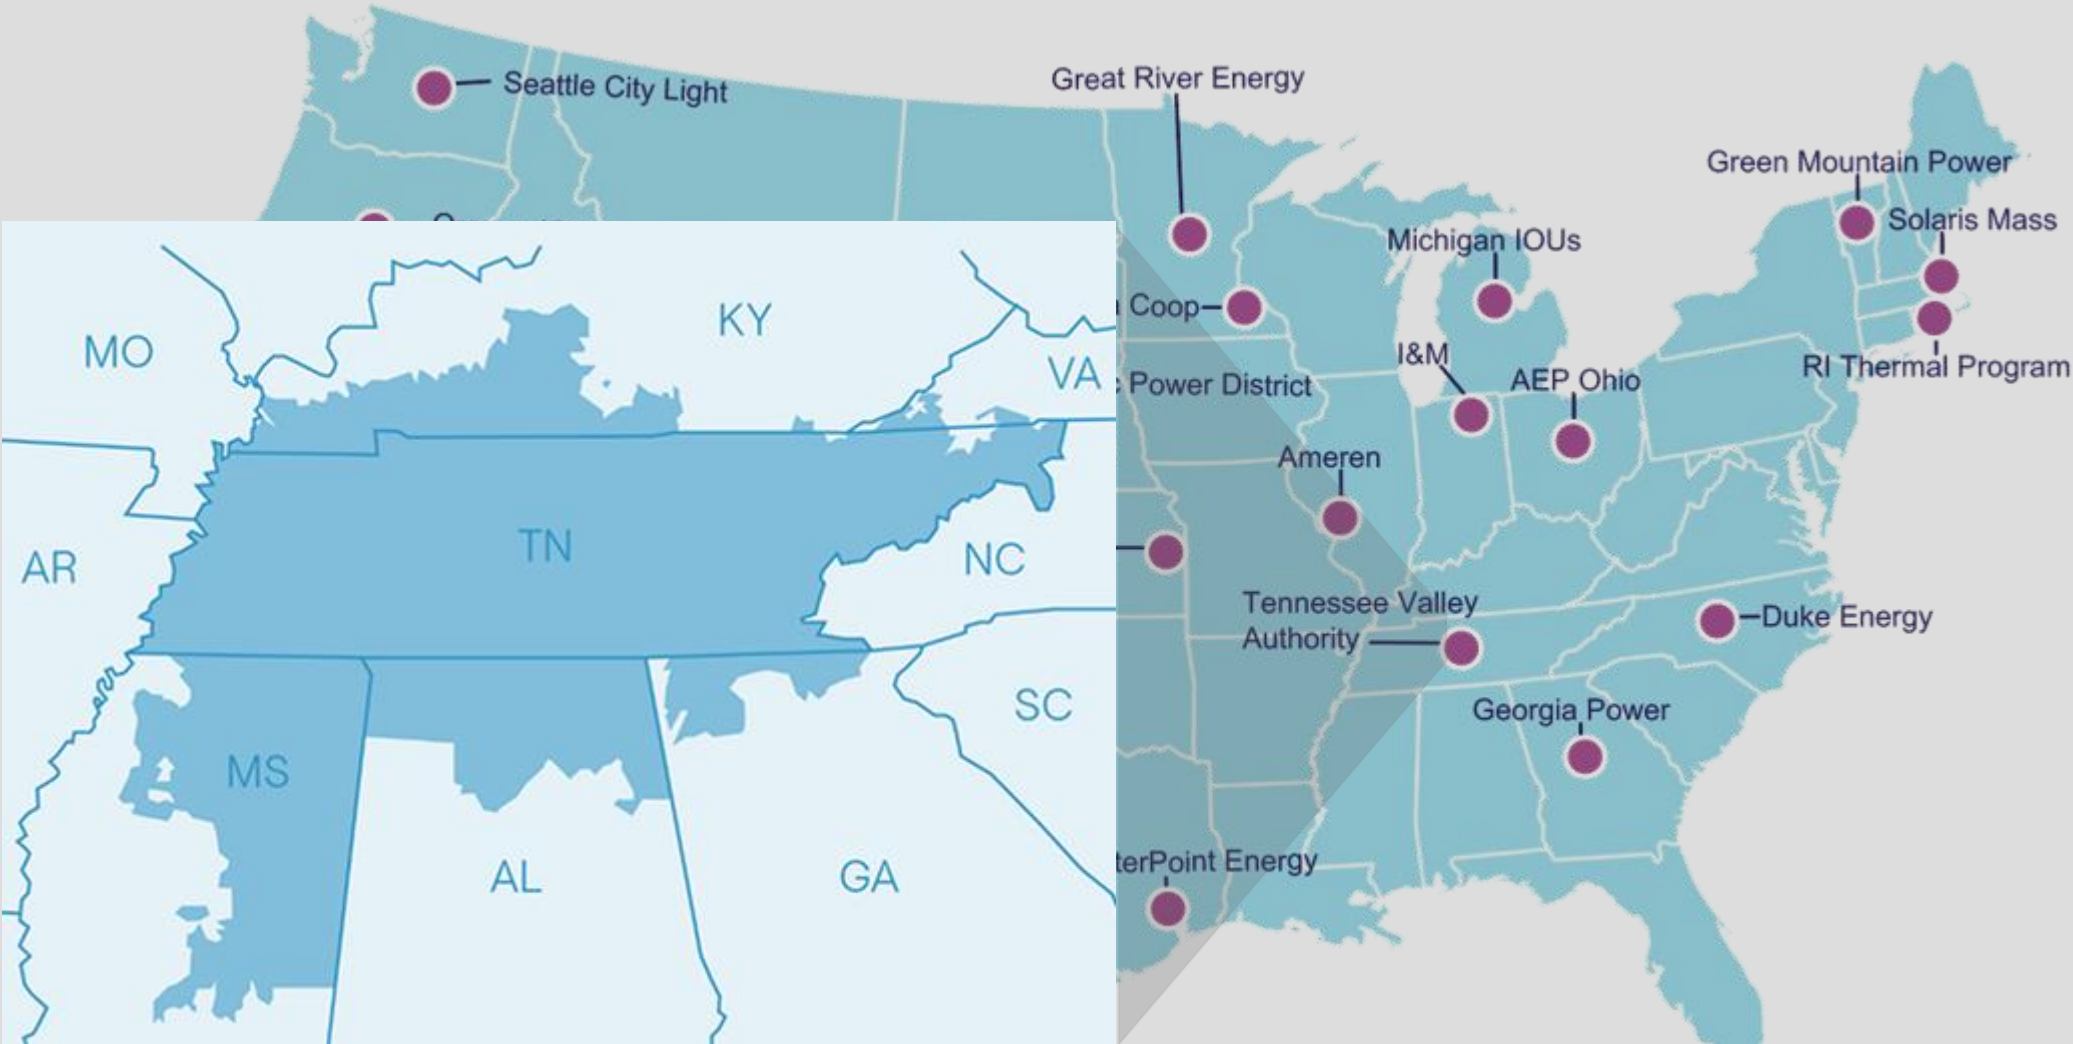 Seattle City Light
Great River Energy
Green Mountain Power
Solaris Mass
Michigan IOUs
Coop
I&M
RI Thermal Program
AEP Ohio
Power District
Ameren
Tennessee Valley
Authority
Duke Energy
Georgia Power
terPoint Energy
KY
MO
VA
TN
NC
AR
SC
MS
AL
GA